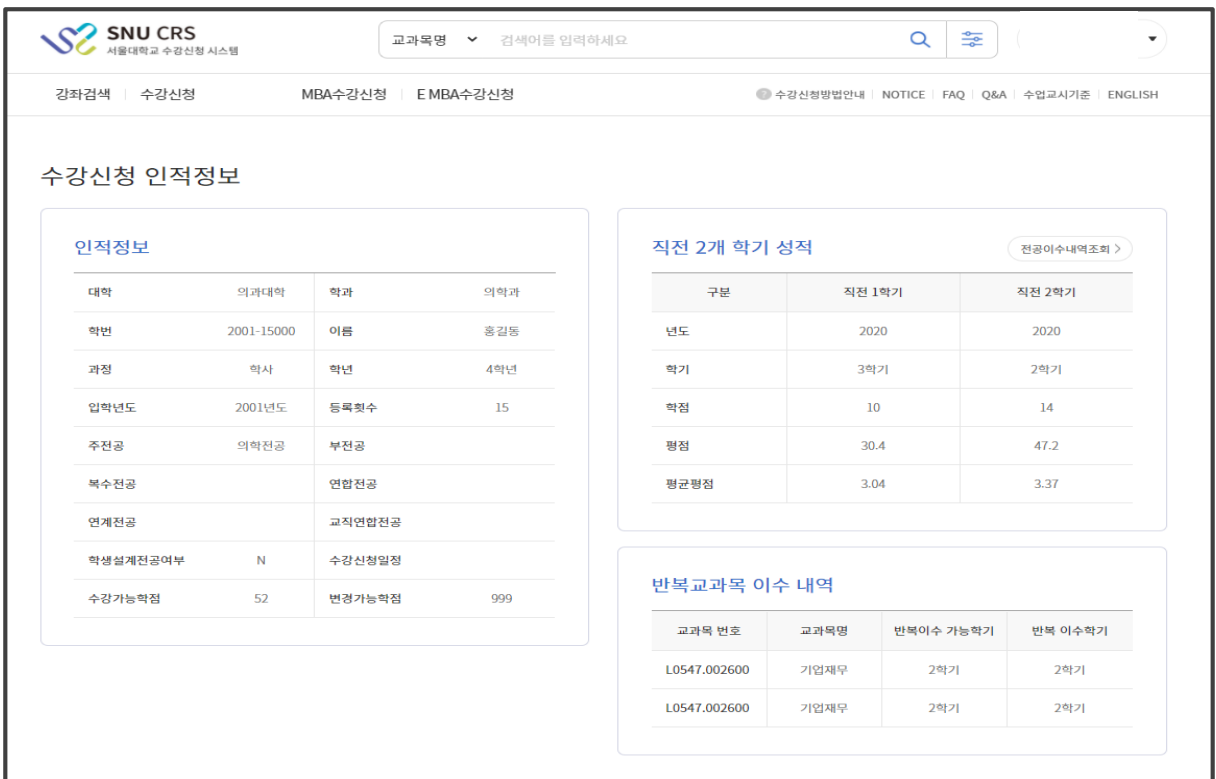 SNU CRS
서울대학교 수강신청 시스템
교과목명 검색어를 입력하세요
강좌검색 수강신청 MBA수강신청 E MBA수강신청
? 수강신청방법안내 NOTICE FAQ Q&A 수업교시기준 ENGLISH
수강신청 인적정보
인적정보
대학 의과대학 학과 의학과
학번 2001-15000 이름 홍길동
과정 학사 학년 4학년
입학년도 2001년도 등록횟수 15
주전공 의학전공 부전공
복수전공 연합전공
연계전공 교직연합전공
학생설계전공여부 N 수강신청일정
수강가능학점 52 변경가능학점 999
직전 2개 학기 성적
전공이수내역조회 >
구분 직전 1학기 직전 2학기
년도 2020 2020
학기 3학기 2학기
학점 10 14
평점 30.4 47.2
평균평점 3.04 3.37
반복교과목 이수 내역
교과목 번호 교과목명 반복이수 가능학기 반복 이수학기
L0547.002600 기업재무 2학기 2학기
L0547.002600 기업재무 2학기 2학기